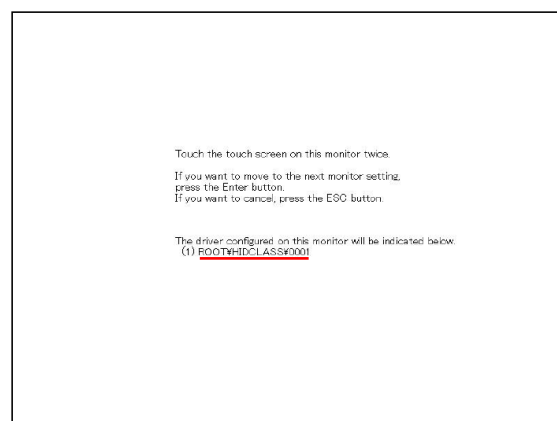 Touch the touch screen on this monitor twice.
If you want to move to the next monitor setting,
press the Enter button.
If you want to cancel, press the ESC button.
The driver configured on this monitor will be indicated below.
(1) ROOT¥HIDCLASS¥0001